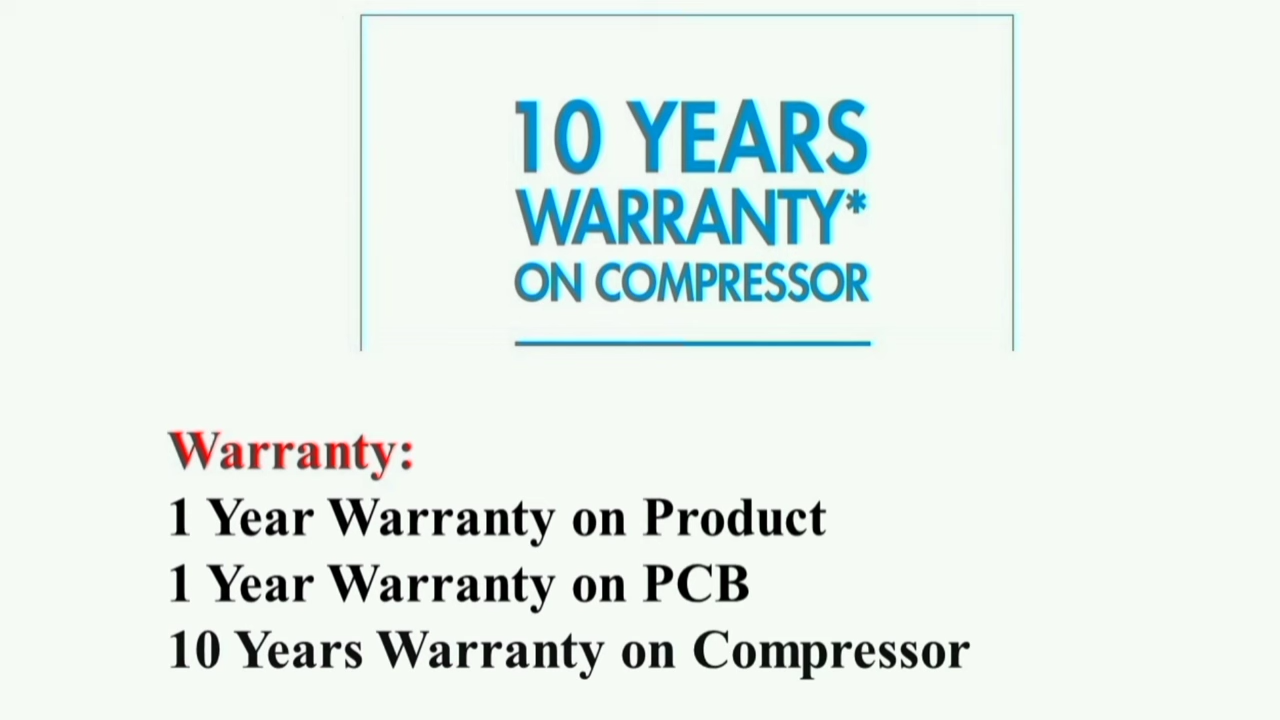 10 YEARS
WARRANTY*
ON COMPRESSOR
Warranty:
1 Year Warranty on Product
1 Year Warranty on PCB
10 Years Warranty on Compressor